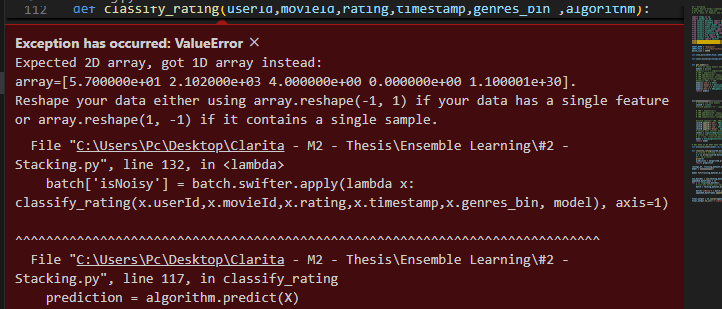 112 def classify_rating(userId,movieId,rating,timestamp,genres_bin ,algorithm):
Exception has occurred: ValueError ×
Expected 2D array, got 1D array instead:
array=[5.700000e+01 2.102000e+03 4.000000e+00 0.000000e+00 1.100001e+30].
Reshape your data either using array.reshape(-1, 1) if your data has a single feature
or array.reshape(1, -1) if it contains a single sample.
File "C:\Users\Pc\Desktop\Clarita - M2 - Thesis\Ensemble Learning\#2 -
Stacking.py", line 132, in <lambda>
batch['isNoisy'] = batch.swifter.apply(lambda x:
classify_rating(x.userId,x.movieId,x.rating,x.timestamp,x.genres_bin, model), axis=1)
^^^^^^^^^^^^^^^^^^^^^^^^^^^^^^^^^^^^^^^^^^^^^^^^^^^^^^^^^^^^^^^^^^^^^^^^^^^^^
File "C:\Users\Pc\Desktop\Clarita - M2 - Thesis\Ensemble Learning\#2 -
Stacking.py", line 117, in classify_rating
prediction = algorithm.predict(X)